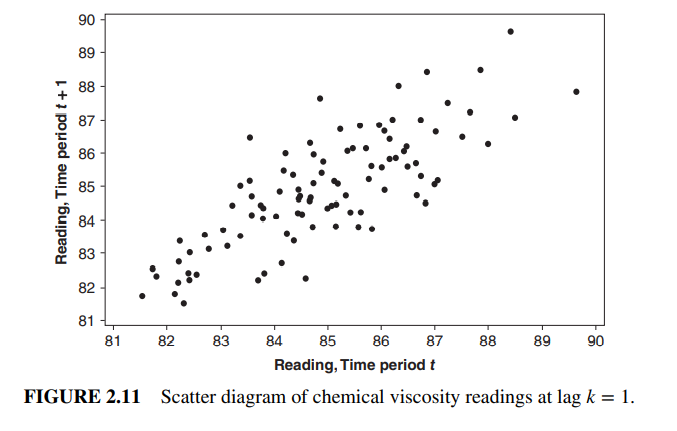 90
89
88
87
86
85
84
83
82
81
Reading, Time period t + 1
81 82 83 84 85 86 87 88 89 90
Reading, Time period t
FIGURE 2.11 Scatter diagram of chemical viscosity readings at lag k = 1.